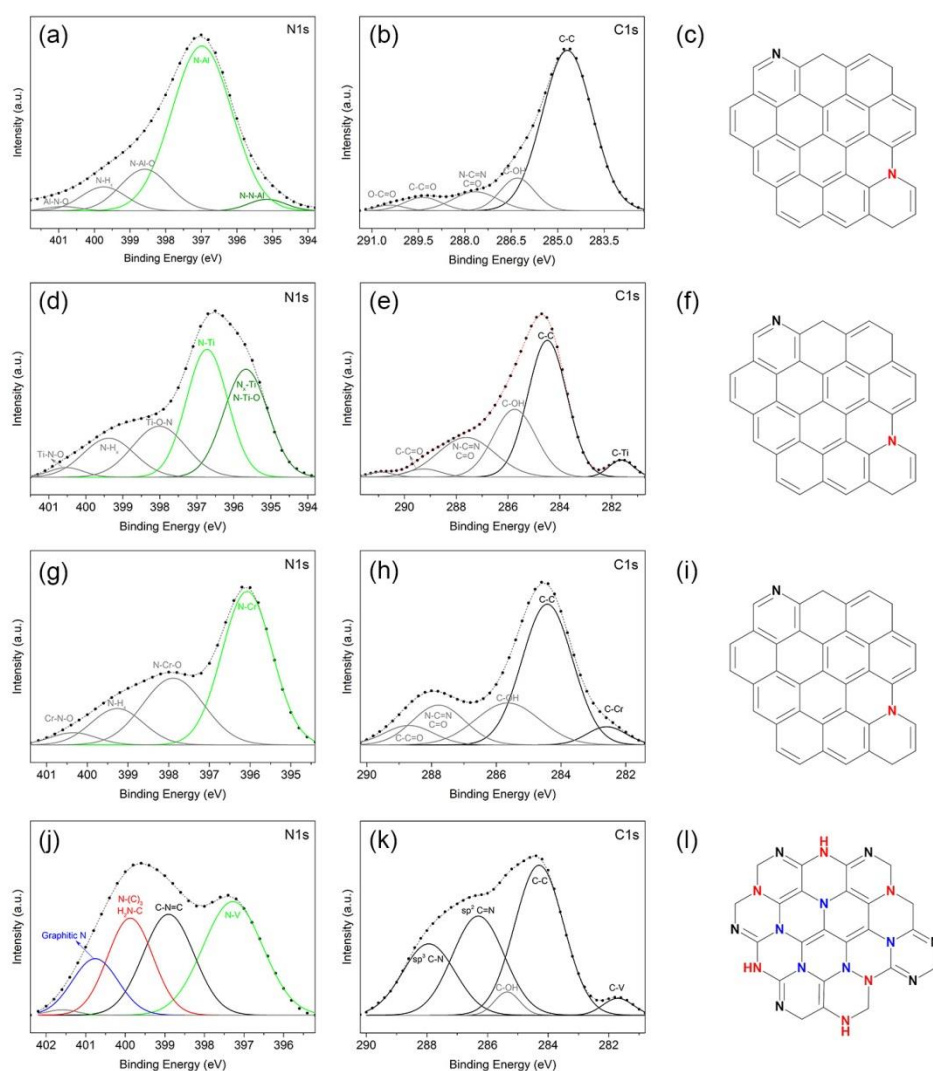 (a)
N1s
N-Al
N-Al-O
N-Hx
Al-N-O
N-N-Al
Intensity (a.u.)
401 400 399 398 397 396 395 394
Binding Energy (eV)
(b)
C1s
C-C
C-OH
N-C=N
C=O
C-C=O
O-C=O
Intensity (a.u.)
291.0 289.5 288.0 286.5 285.0 283.5
Binding Energy (eV)
(c)
N
N
(d)
N1s
N-Ti
Nx-Ti
N-Ti-O
Ti-O-N
N-Hx
Ti-N-O
Intensity (a.u.)
401 400 399 398 397 396 395 394
Binding Energy (eV)
(e)
C1s
C-C
C-OH
N-C=N
C=O
C-C=O
C-Ti
Intensity (a.u.)
290 288 286 284 282
Binding Energy (eV)
(f)
N
N
(g)
N1s
N-Cr
N-Cr-O
N-Hx
Cr-N-O
Intensity (a.u.)
401 400 399 398 397 396 395
Binding Energy (eV)
(h)
C1s
C-C
C-OH
N-C=N
C=O
C-C=O
C-Cr
Intensity (a.u.)
290 288 286 284 282
Binding Energy (eV)
(i)
N
N
(j)
N1s
N-(C)3
H2N-C
C-N=C
N-V
Graphitic N
Intensity (a.u.)
402 401 400 399 398 397 396
Binding Energy (eV)
(k)
C1s
C-C
sp2 C=N
sp3 C-N
C-OH
C-V
Intensity (a.u.)
290 288 286 284 282
Binding Energy (eV)
(l)
H
N N N
N N
N
N N N
HN N N N N
N N
N
H